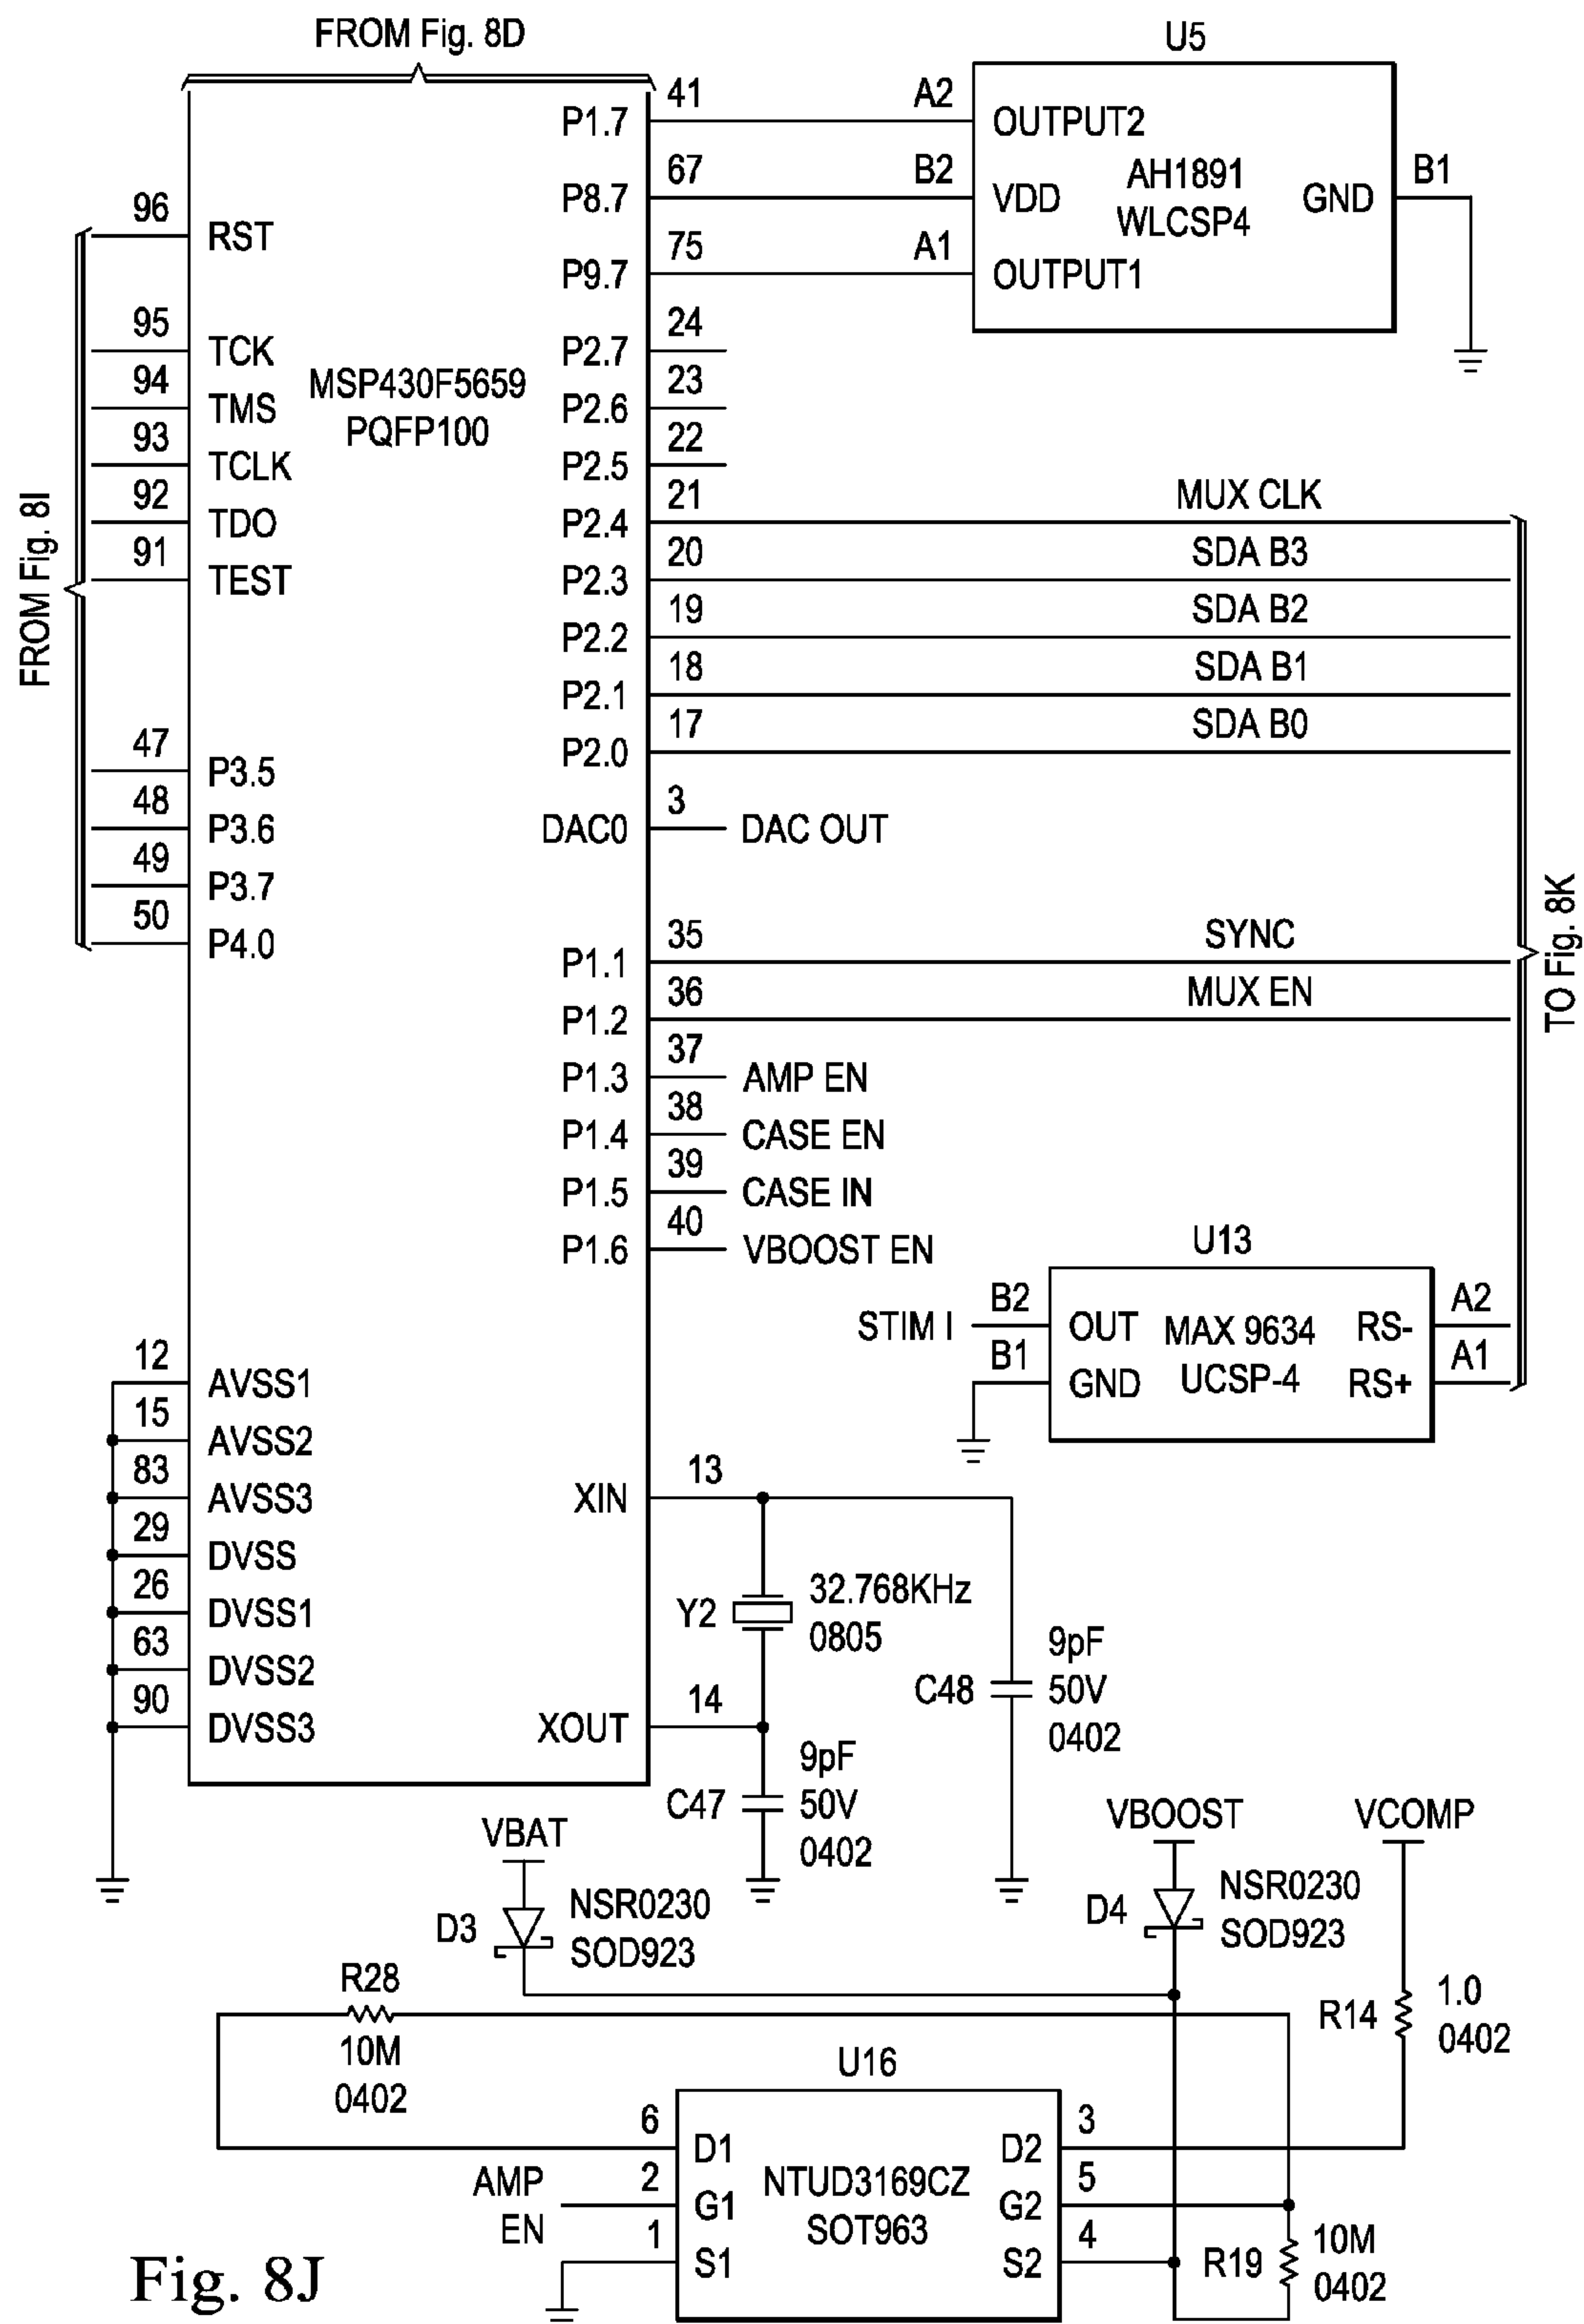 FROM Fig. 8D
U5
41
A2
P1.7
OUTPUT2
67
B2
AH1891
B1
P8.7
VDD
WLCSP4
GND
96
RST
75
A1
P9.7
OUTPUT1
95
TCK
24
P2.7
94
TMS
MSP430F5659
PQFP100
23
P2.6
93
TCLK
22
P2.5
92
TDO
21
MUX CLK
P2.4
91
TEST
20
SDA B3
P2.3
FROM Fig. 8I
19
SDA B2
P2.2
18
SDA B1
P2.1
17
SDA B0
P2.0
47
P3.5
48
P3.6
3
DAC0
DAC OUT
49
P3.7
50
P4.0
35
SYNC
P1.1
TO Fig. 8K
36
MUX EN
P1.2
37
P1.3
AMP EN
38
P1.4
CASE EN
39
P1.5
CASE IN
40
P1.6
VBOOST EN
U13
STIM I
B2
OUT
MAX 9634
RS-
A2
B1
GND
UCSP-4
RS+
A1
12
AVSS1
15
AVSS2
83
AVSS3
29
DVSS
26
DVSS1
63
DVSS2
90
DVSS3
13
XIN
Y2
32.768KHz
0805
14
XOUT
C48
9pF
50V
0402
C47
9pF
50V
0402
VBAT
D3
NSR0230
SOD923
VBOOST
D4
NSR0230
SOD923
VCOMP
R14
1.0
0402
R28
10M
0402
U16
6
D1
D2
3
AMP
EN
2
G1
NTUD3169CZ
SOT963
G2
5
1
S1
S2
4
R19
10M
0402
Fig. 8J